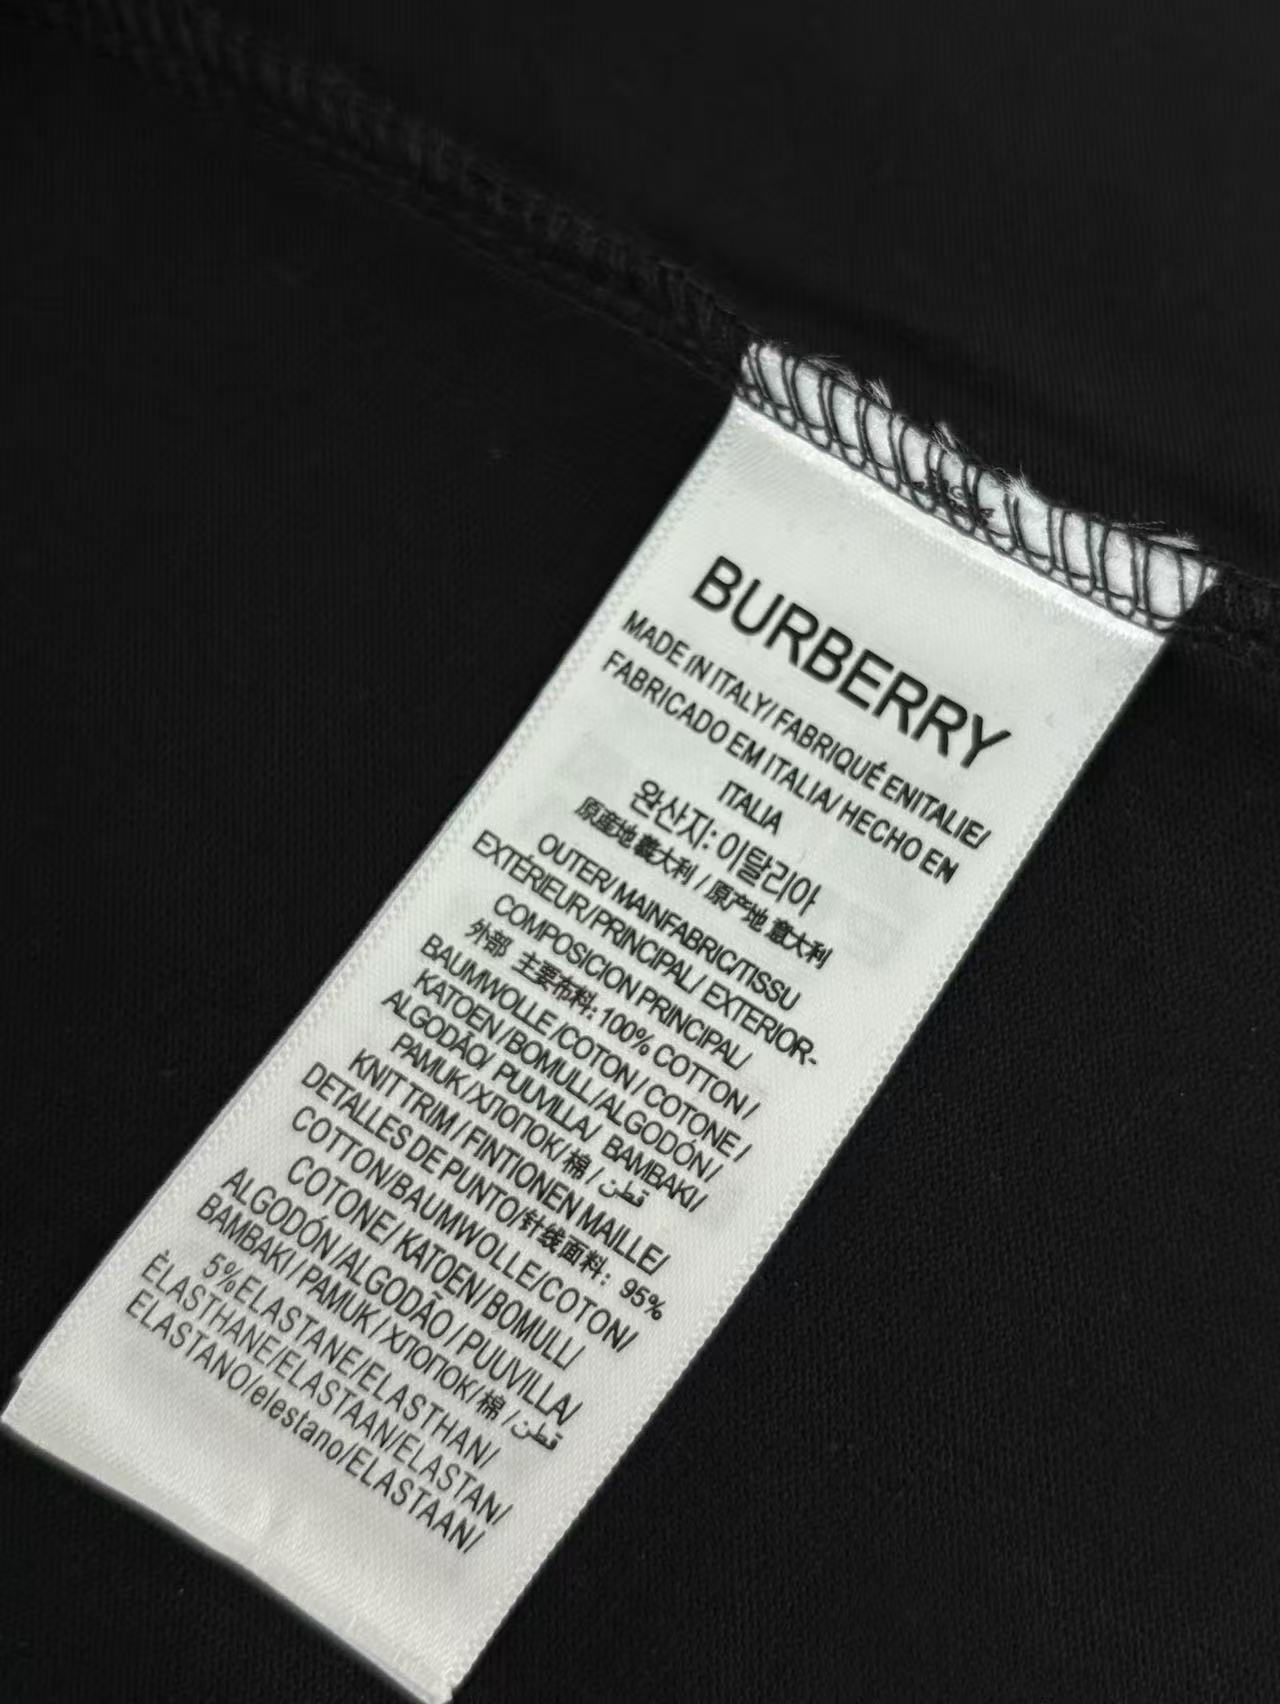 BURBERRY
MADE IN ITALY/FABRIQUÉ ENITALIE/
FABRICADO EM ITALIA/ HECHO EN
ITALIA
완산지: 이탈리아
原産地 義大利 / 原产地 意大利
OUTER/ MAINFABRIC/TISSU
EXTÉRIEUR/PRINCIPAL/ EXTERIOR-
COMPOSICION PRINCIPAL/
外部 主要布料: 100% COTTON /
BAUMWOLLE /COTON / COTONE /
KATOEN/BOMULL/ALGODÓN/
ALGODÃO/ PUUVILLA/ BAMBAKI/
PAMUK/ХЛОПОК/棉 / قطن
KNIT TRIM / FINTIONEN MAILLE/
DETALLES DE PUNTO/针线面料: 95%
COTTON/BAUMWOLLE/COTON/
COTONE/ KATOEN/ BOMULL/
ALGODÓN /ALGODÃO / PUUVILLA/
BAMBAKI / PAMUK / ХЛОПОК/ 棉 / قطن
5%ELASTANE/ELASTHAN/
ÉLASTHANE/ELASTAAN/ELASTAN/
ELASTANO/elestano/ELASTAAN/